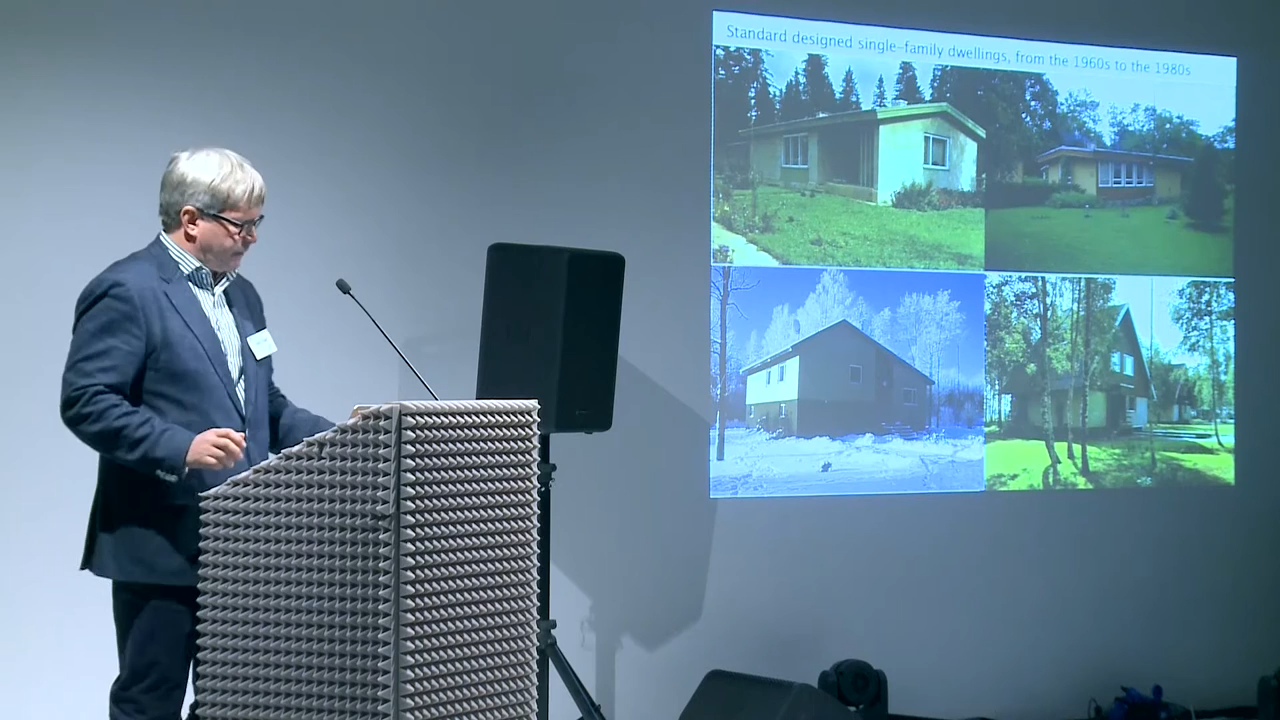 Standard designed single-family dwellings, from the 1960s to the 1980s